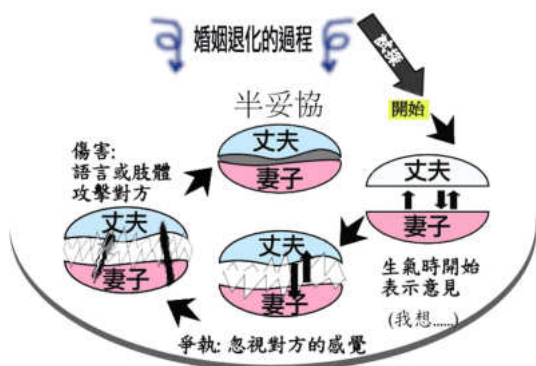 婚姻退化的過程
試探
開始
半妥協
丈夫
妻子
傷害:
語言或肢體
攻擊對方
丈夫
妻子
丈夫
妻子
丈夫
妻子
生氣時開始
表示意見
(我想......)
爭執: 忽視對方的感覺